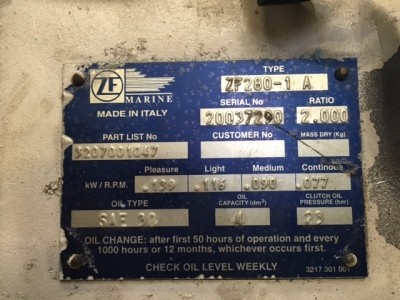 ZF
MARINE
MADE IN ITALY
TYPE
ZF280-1 A
SERIAL No
20037290
RATIO
2.000
PART LIST No
3207001047
CUSTOMER No
MASS DRY (Kg)
Pleasure Light Medium Continous
kW / R.P.M. .139 .116 .090 .077
OIL TYPE
SAE 30
OIL CAPACITY (dm³)
4
CLUTCH OIL PRESSURE (bar)
23
OIL CHANGE: after first 50 hours of operation and every
1000 hours or 12 months, whichever occurs first.
CHECK OIL LEVEL WEEKLY
3217 301 001